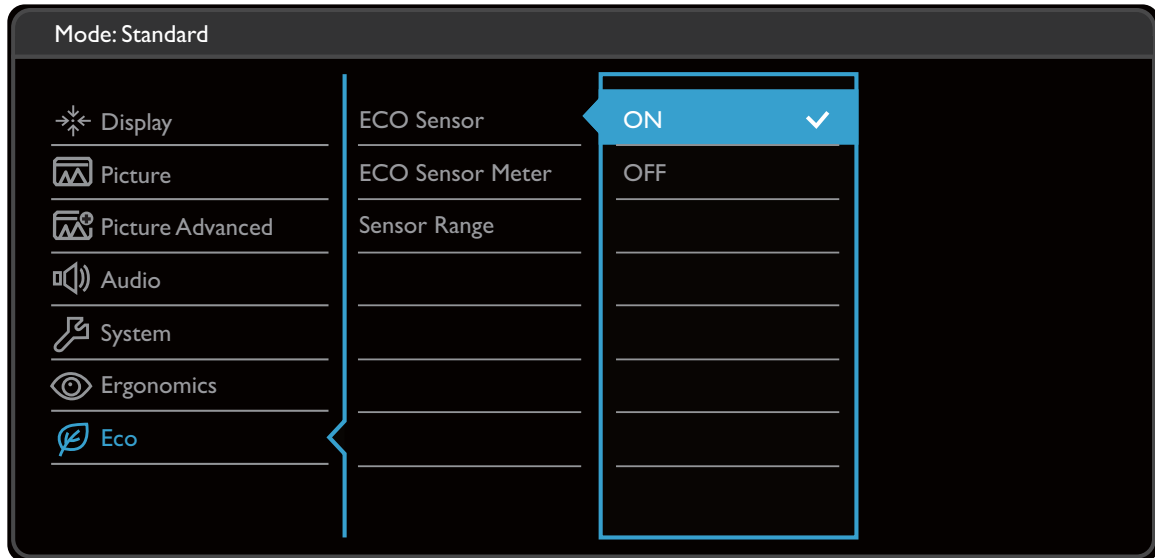 Mode: Standard
Display
Picture
Picture Advanced
Audio
System
Ergonomics
Eco
ECO Sensor
ECO Sensor Meter
Sensor Range
ON
OFF